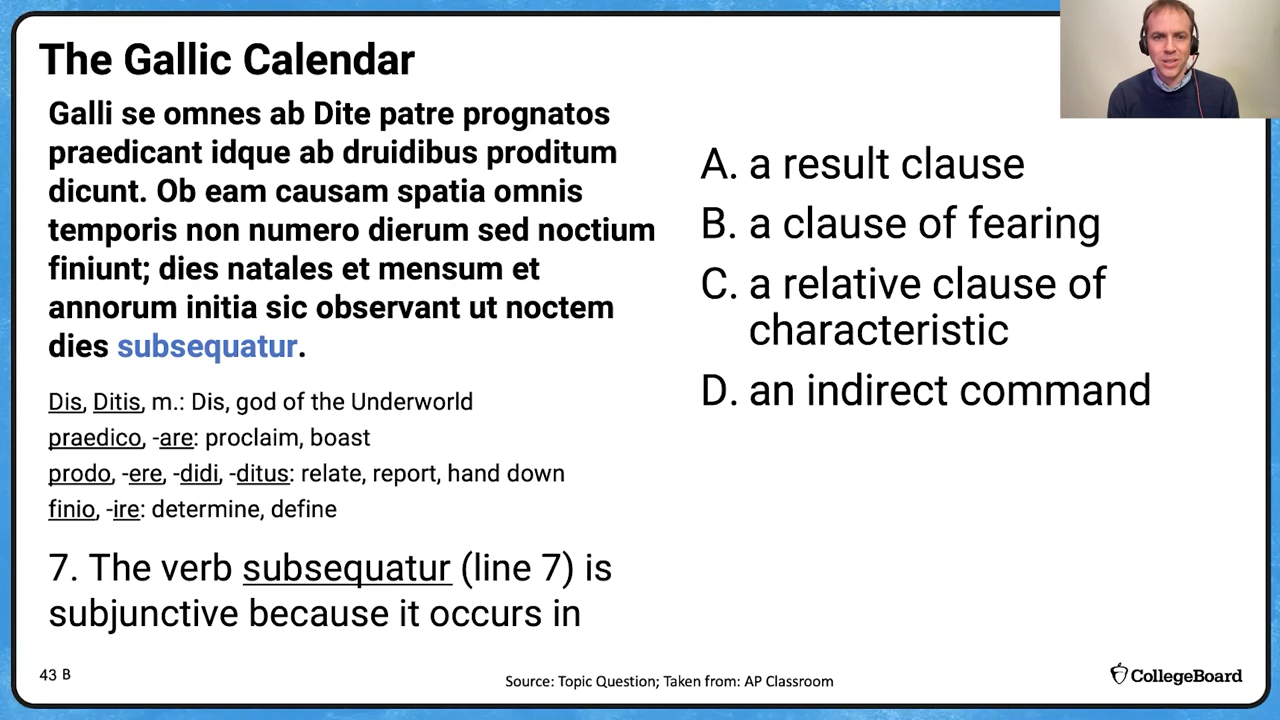 The Gallic Calendar
Galli se omnes ab Dite patre prognatos
praedicant idque ab druidibus proditum
dicunt. Ob eam causam spatia omnis
temporis non numero dierum sed noctium
finiunt; dies natales et mensum et
annorum initia sic observant ut noctem
dies subsequatur.
Dis, Ditis, m.: Dis, god of the Underworld
praedico, -are: proclaim, boast
prodo, -ere, -didi, -ditus: relate, report, hand down
finio, -ire: determine, define
7. The verb subsequatur (line 7) is
subjunctive because it occurs in
A. a result clause
B. a clause of fearing
C. a relative clause of
characteristic
D. an indirect command
43 B
Source: Topic Question; Taken from: AP Classroom
CollegeBoard